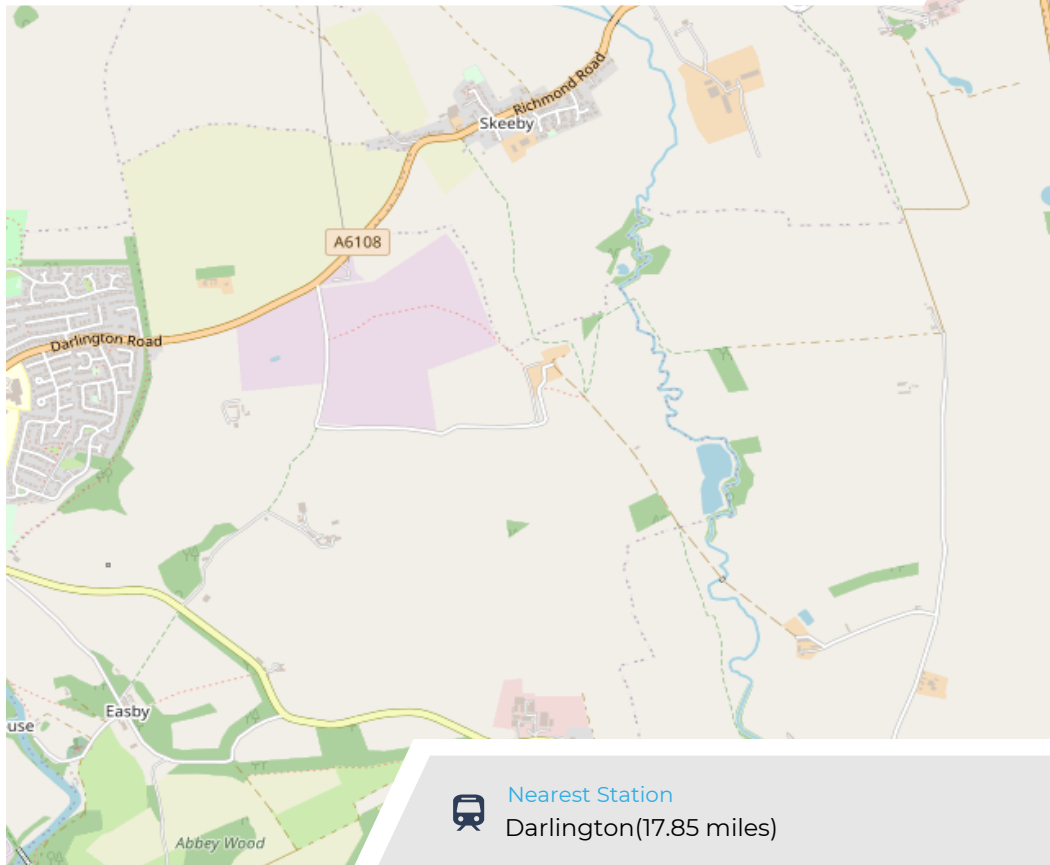 Richmond Road
Skeeby
A6108
Darlington Road
Easby
use
Abbey Wood
Nearest Station
Darlington(17.85 miles)